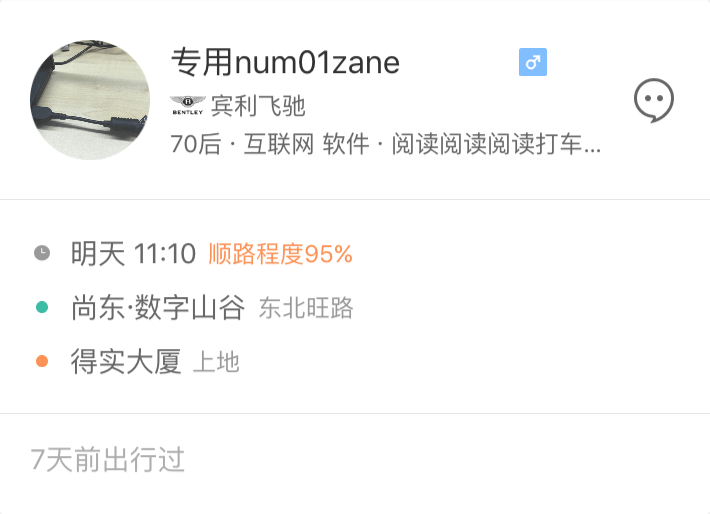 专用num01zane
BENTLEY 宾利飞驰
70后 · 互联网 软件 · 阅读阅读阅读打车...
明天 11:10 顺路程度95%
尚东·数字山谷 东北旺路
得实大厦 上地
7天前出行过